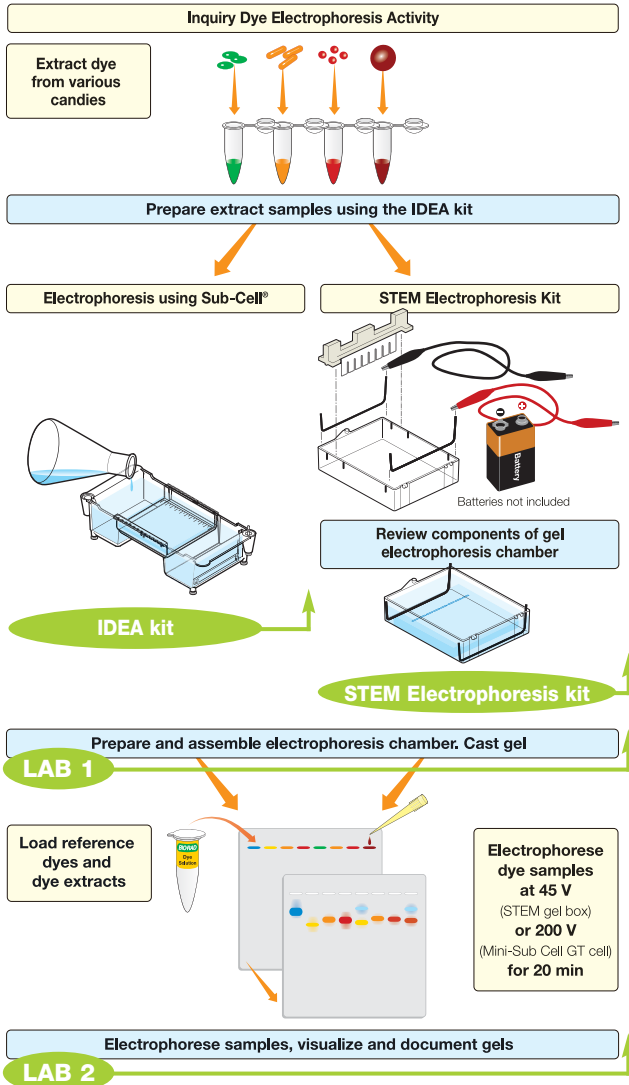 Inquiry Dye Electrophoresis Activity
Extract dye
from various
candies
Prepare extract samples using the IDEA kit
Electrophoresis using Sub-Cell®
STEM Electrophoresis Kit
Battery
Batteries not included
Review components of gel
electrophoresis chamber
IDEA kit
STEM Electrophoresis kit
Prepare and assemble electrophoresis chamber. Cast gel
LAB 1
Load reference
dyes and
dye extracts
BIO-RAD
Dye
Solution
Electrophorese
dye samples
at 45 V
(STEM gel box)
or 200 V
(Mini-Sub Cell GT cell)
for 20 min
Electrophorese samples, visualize and document gels
LAB 2